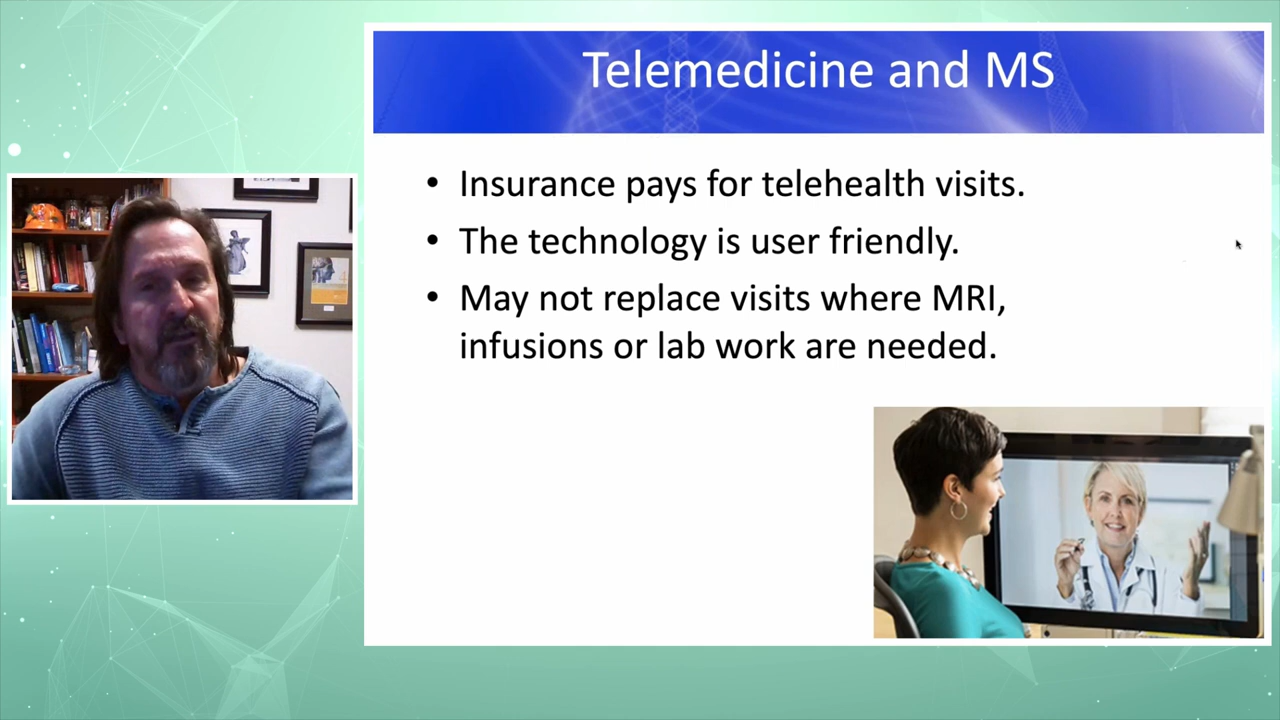 Telemedicine and MS
• Insurance pays for telehealth visits.
• The technology is user friendly.
• May not replace visits where MRI,
infusions or lab work are needed.